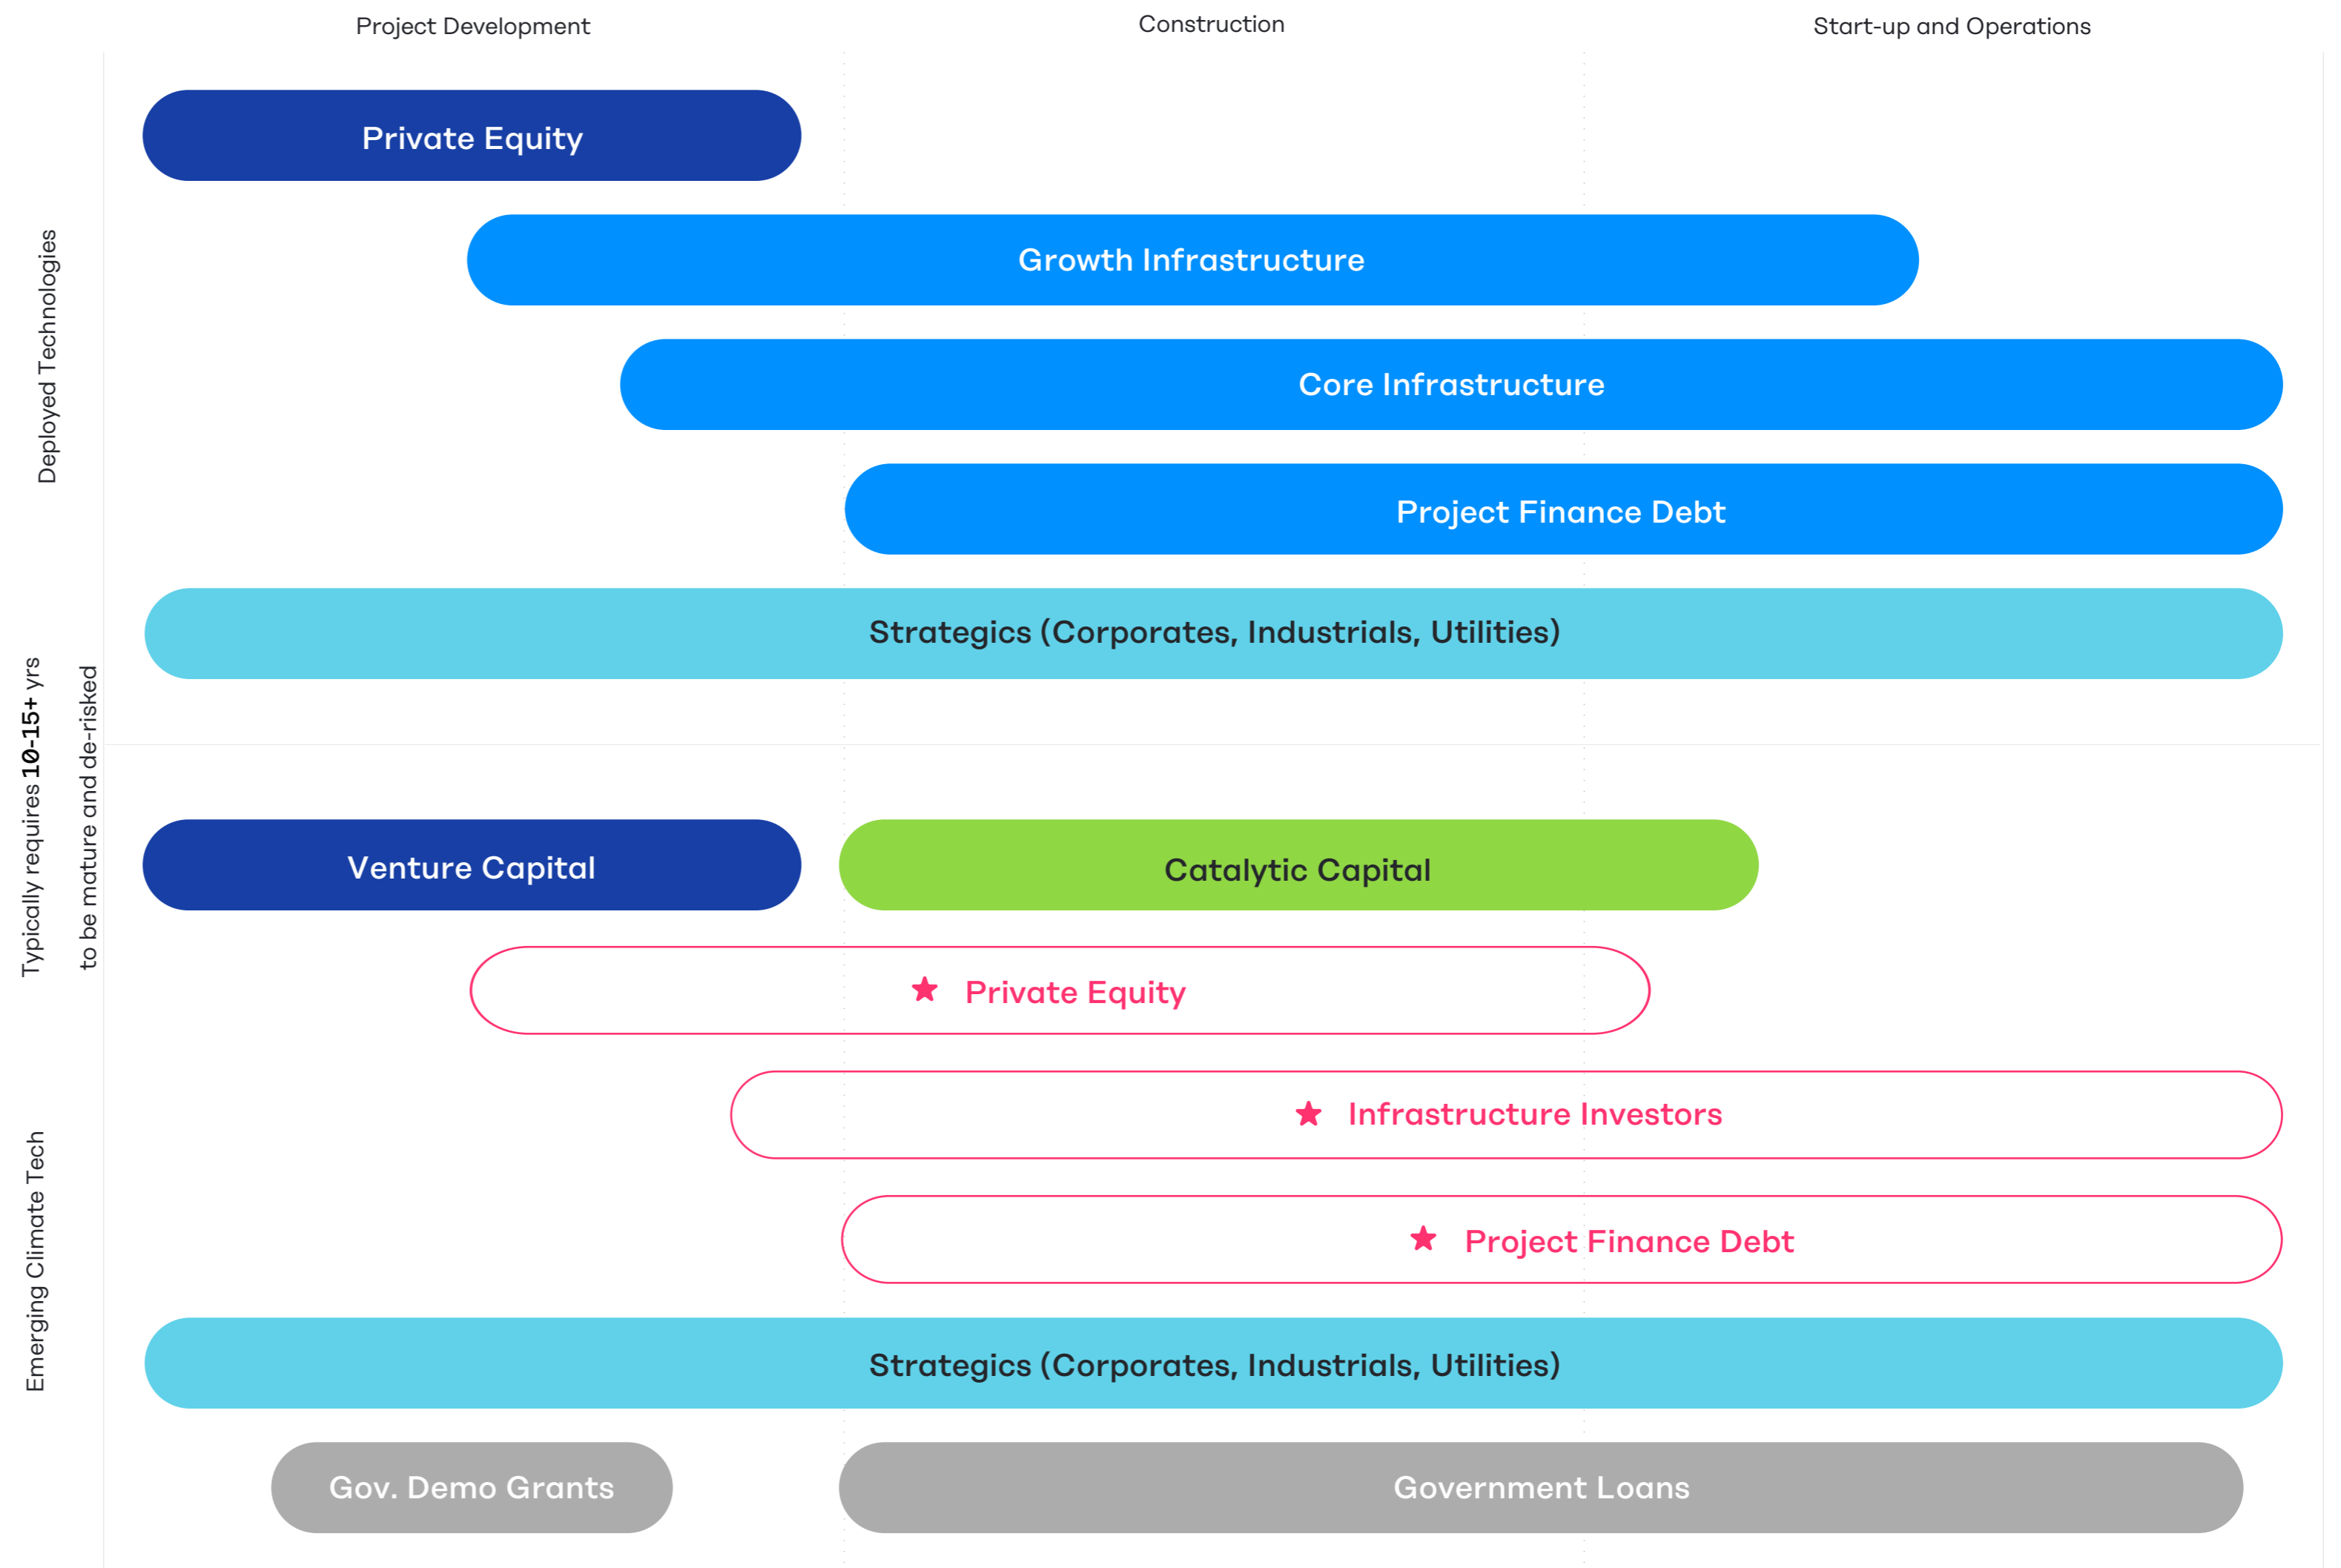 Project Development
Construction
Start-up and Operations
Deployed Technologies
Private Equity
Growth Infrastructure
Core Infrastructure
Project Finance Debt
Strategics (Corporates, Industrials, Utilities)
Typically requires 10-15+ yrs
to be mature and de-risked
Emerging Climate Tech
Venture Capital
Catalytic Capital
★ Private Equity
★ Infrastructure Investors
★ Project Finance Debt
Strategics (Corporates, Industrials, Utilities)
Gov. Demo Grants
Government Loans